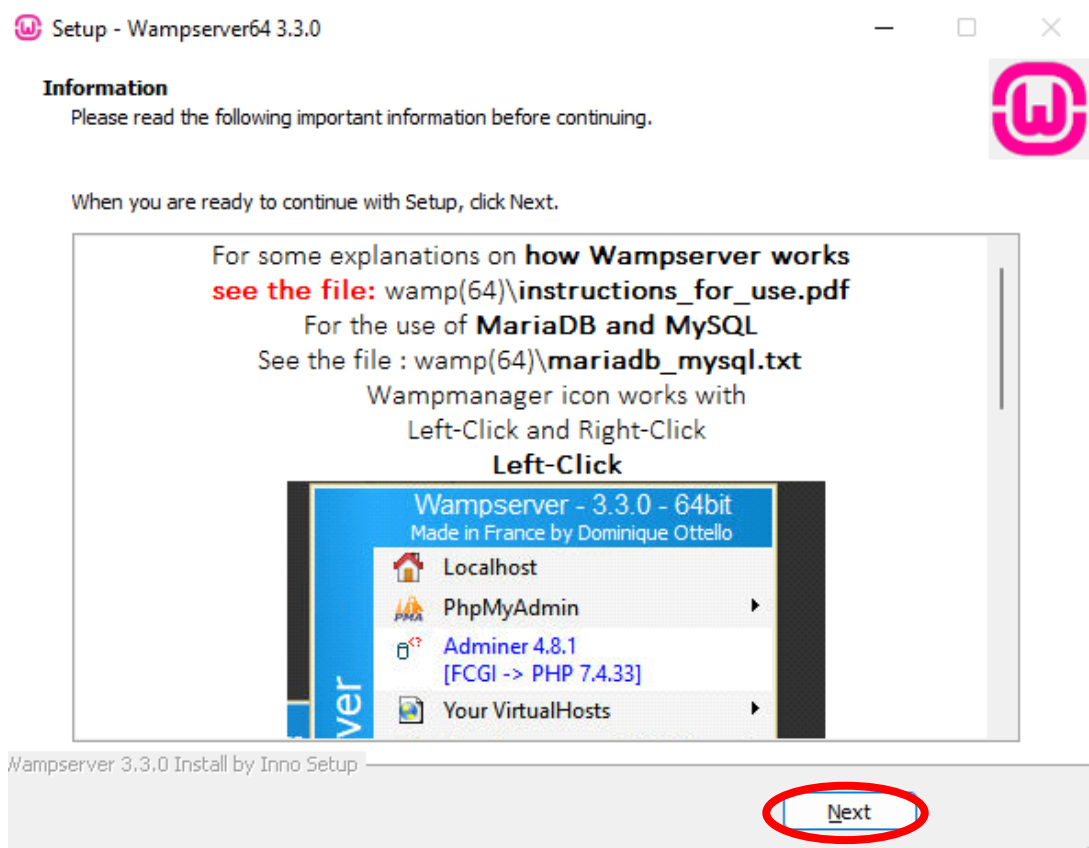 Setup - Wampserver64 3.3.0
Information
Please read the following important information before continuing.
When you are ready to continue with Setup, click Next.
For some explanations on how Wampserver works
see the file: wamp(64)\instructions_for_use.pdf
For the use of MariaDB and MySQL
See the file : wamp(64)\mariadb_mysql.txt
Wampmanager icon works with
Left-Click and Right-Click
Left-Click
Wampserver - 3.3.0 - 64bit
Made in France by Dominique Ottello
Localhost
PhpMyAdmin
Adminer 4.8.1
[FCGI -> PHP 7.4.33]
Your VirtualHosts
ver
Wampserver 3.3.0 Install by Inno Setup
Next